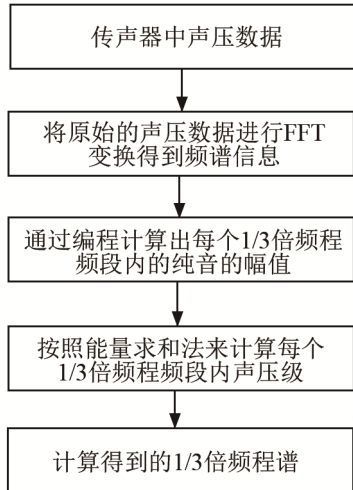 传声器中声压数据
将原始的声压数据进行FFT
变换得到频谱信息
通过编程计算出每个1/3倍频程
频段内的纯音的幅值
按照能量求和法来计算每个
1/3倍频程频段内声压级
计算得到的1/3倍频程谱